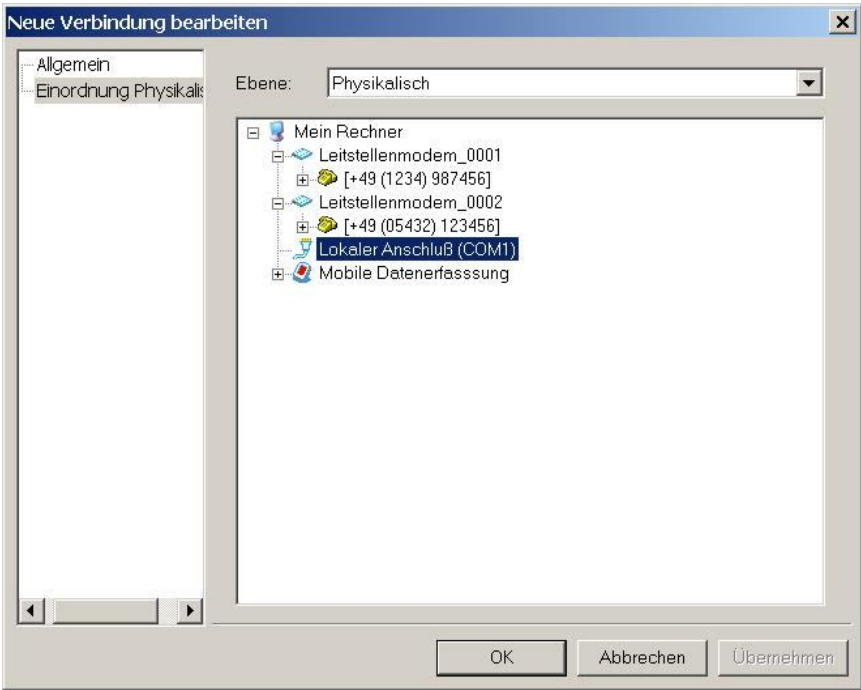 Neue Verbindung bearbeiten
Allgemein
Einordnung Physikalis
Ebene: Physikalisch
Mein Rechner
Leitstellenmodem_0001
[+49 (1234) 987456]
Leitstellenmodem_0002
[+49 (05432) 123456]
Lokaler Anschluß (COM1)
Mobile Datenerfasssung
OK Abbrechen Übernehmen